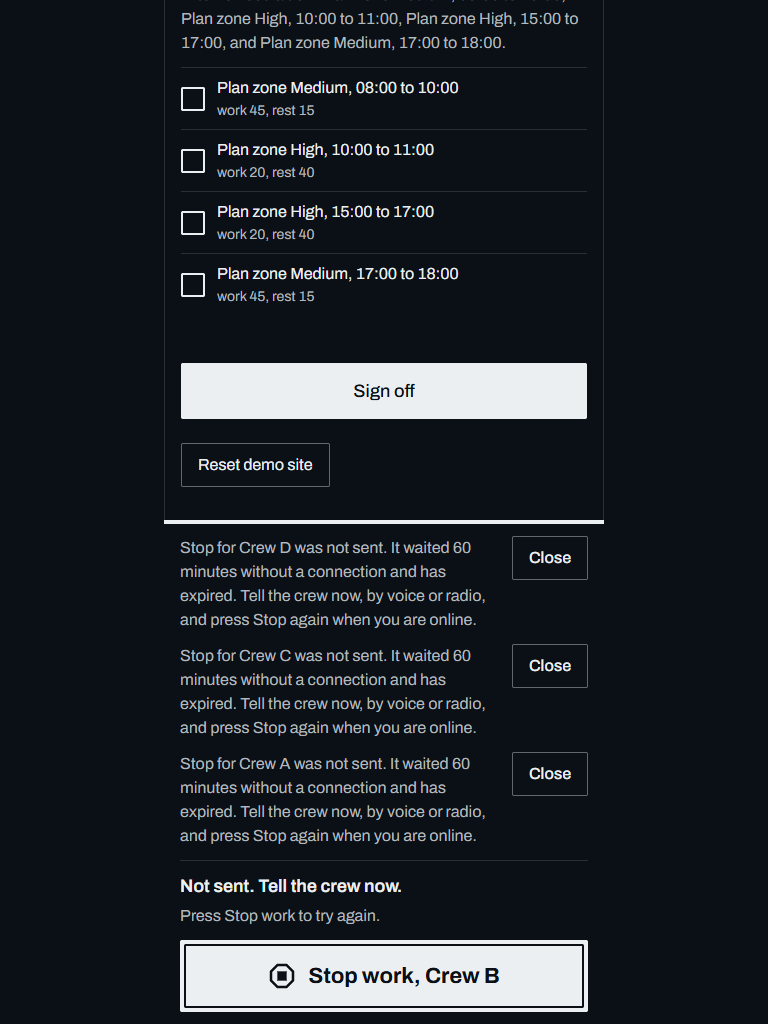 Plan zone High, 10:00 to 11:00, Plan zone High, 15:00 to
17:00, and Plan zone Medium, 17:00 to 18:00.
Plan zone Medium, 08:00 to 10:00
work 45, rest 15
Plan zone High, 10:00 to 11:00
work 20, rest 40
Plan zone High, 15:00 to 17:00
work 20, rest 40
Plan zone Medium, 17:00 to 18:00
work 45, rest 15
Sign off
Reset demo site
Stop for Crew D was not sent. It waited 60
minutes without a connection and has
expired. Tell the crew now, by voice or radio,
and press Stop again when you are online.
Close
Stop for Crew C was not sent. It waited 60
minutes without a connection and has
expired. Tell the crew now, by voice or radio,
and press Stop again when you are online.
Close
Stop for Crew A was not sent. It waited 60
minutes without a connection and has
expired. Tell the crew now, by voice or radio,
and press Stop again when you are online.
Close
Not sent. Tell the crew now.
Press Stop work to try again.
Stop work, Crew B